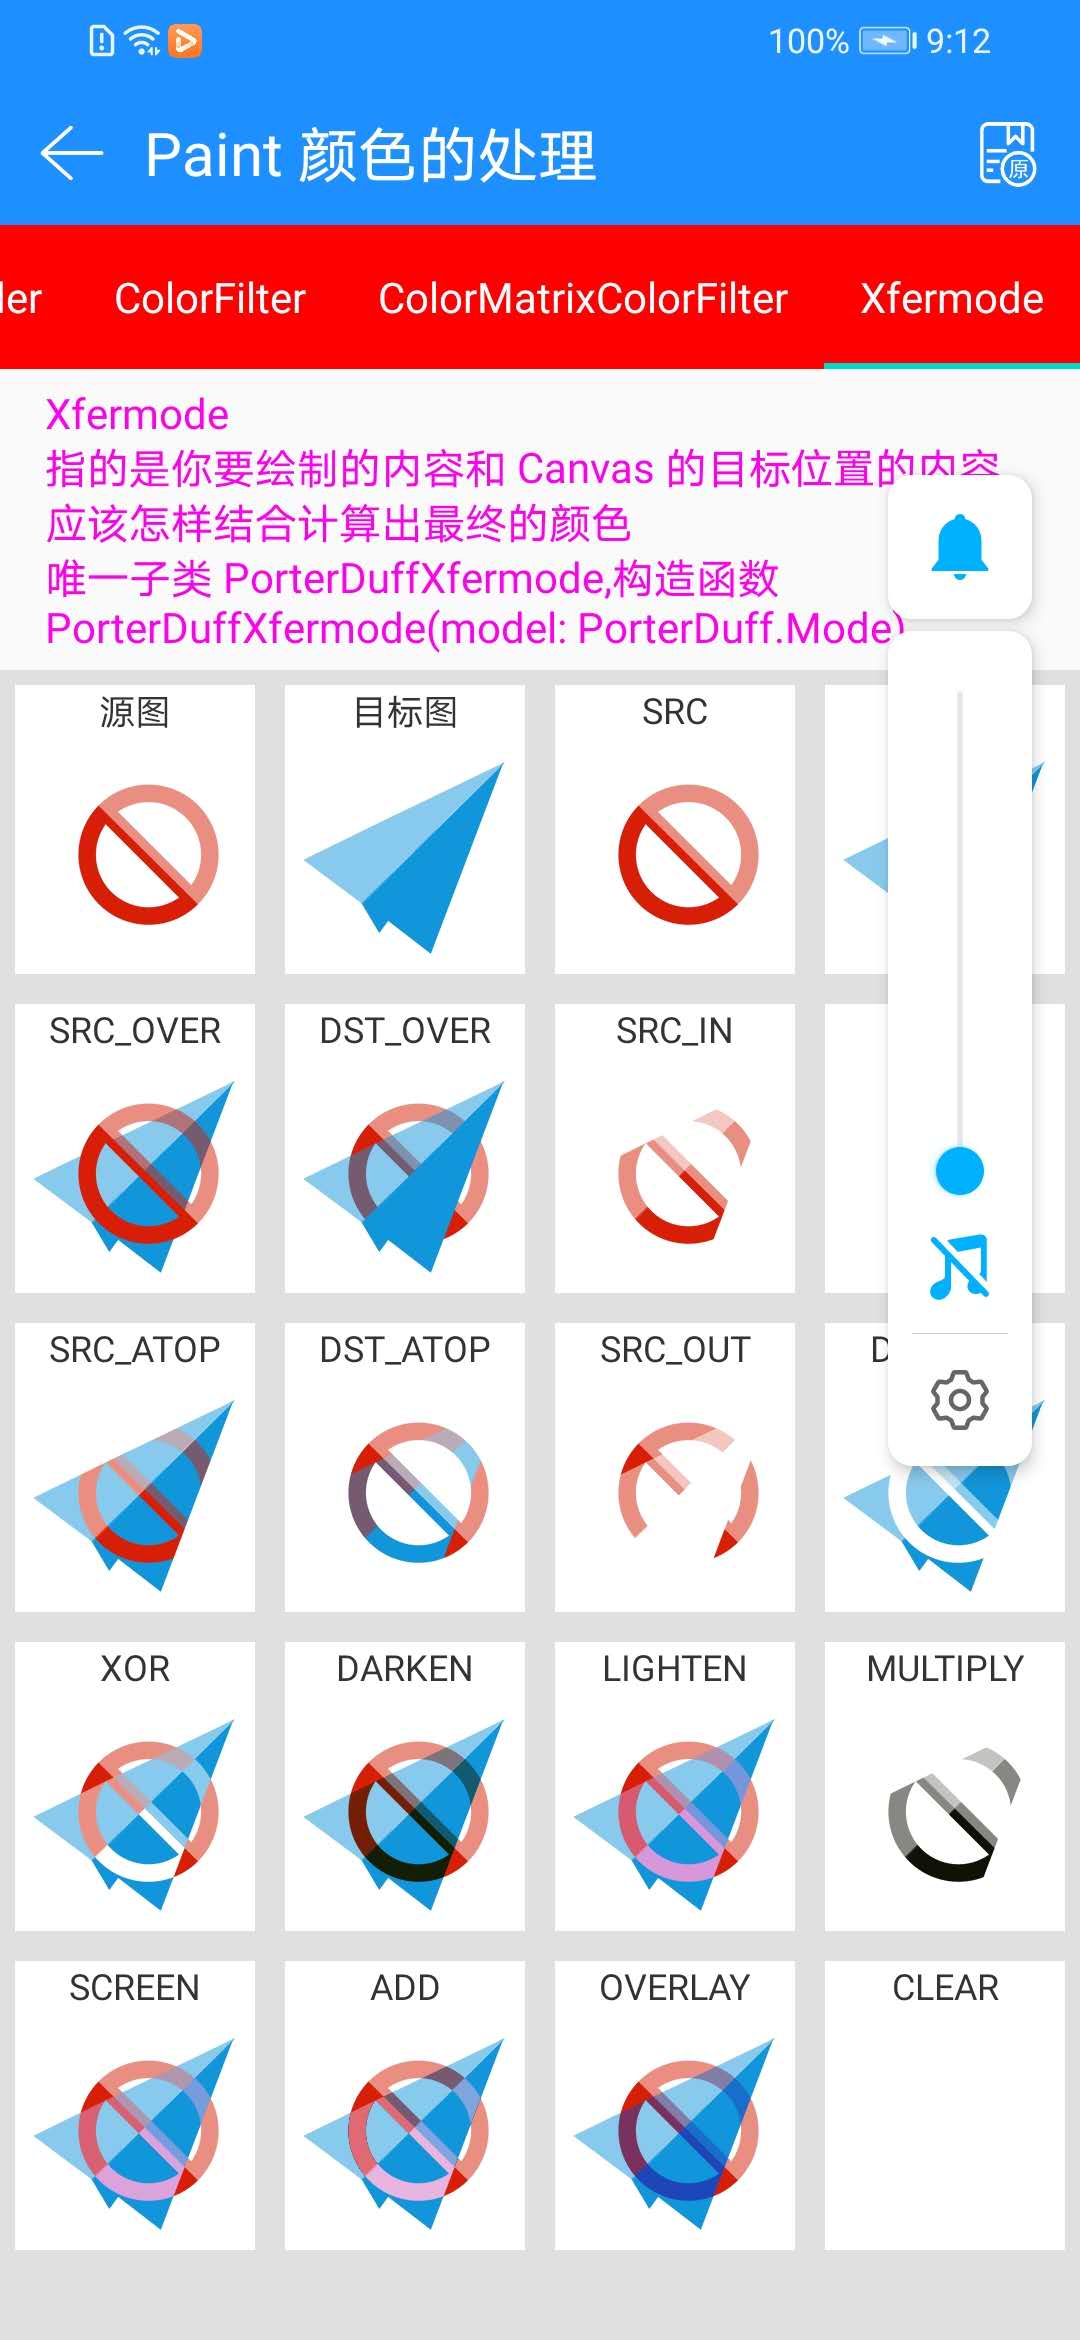 100% 9:12
Paint 颜色的处理
原
ler ColorFilter ColorMatrixColorFilter Xfermode
Xfermode
指的是你要绘制的内容和 Canvas 的目标位置的内容
应该怎样结合计算出最终的颜色
唯一子类 PorterDuffXfermode,构造函数
PorterDuffXfermode(model: PorterDuff.Mode)
源图 目标图 SRC
SRC_OVER DST_OVER SRC_IN
SRC_ATOP DST_ATOP SRC_OUT D
XOR DARKEN LIGHTEN MULTIPLY
SCREEN ADD OVERLAY CLEAR